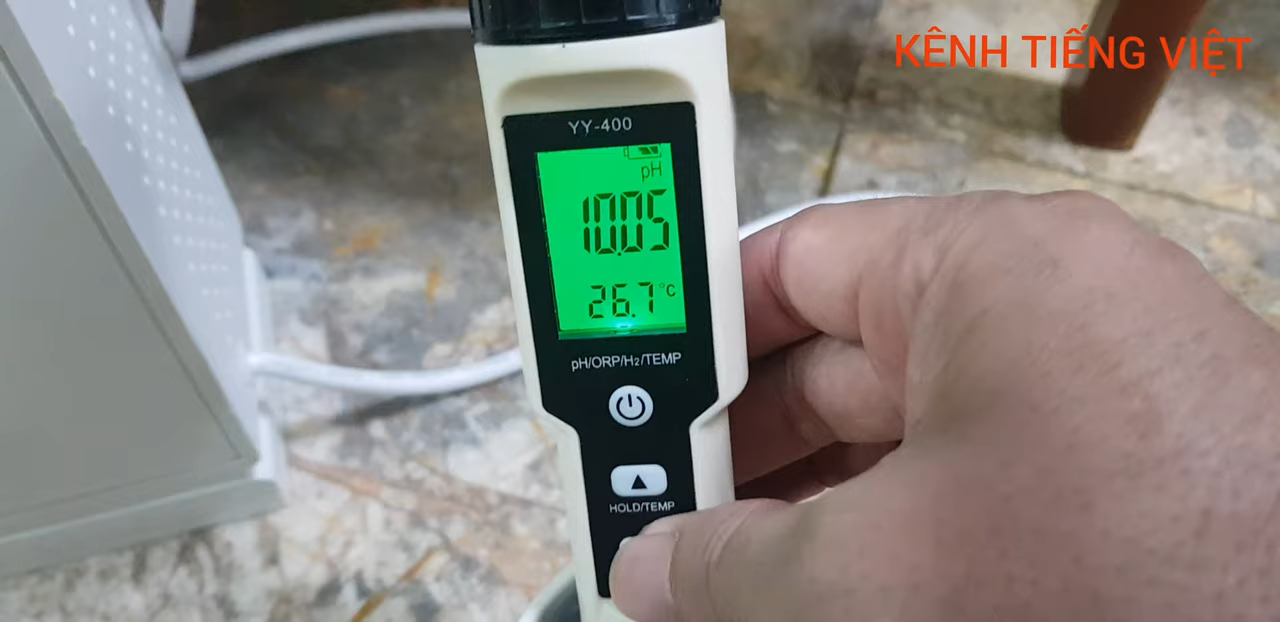 KÊNH TIẾNG VIỆT
YY-400
pH
10.05
26.7 °C
pH/ORP/H₂/TEMP
HOLD/TEMP